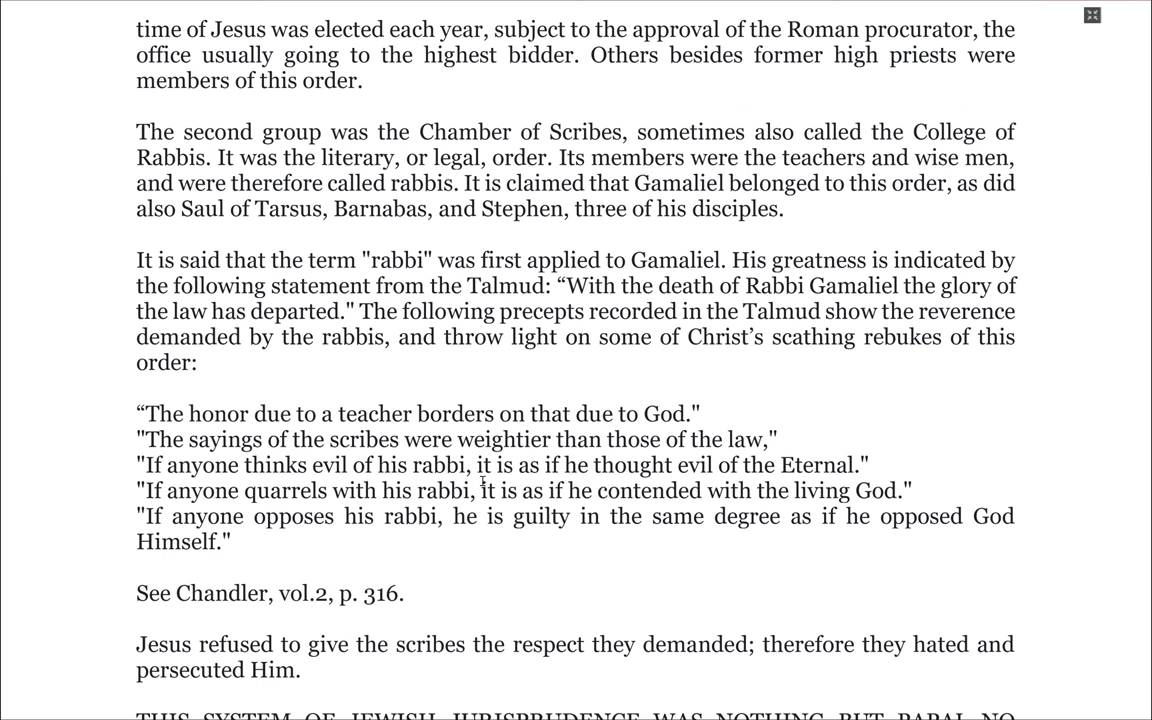 time of Jesus was elected each year, subject to the approval of the Roman procurator, the
office usually going to the highest bidder. Others besides former high priests were
members of this order.
The second group was the Chamber of Scribes, sometimes also called the College of
Rabbis. It was the literary, or legal, order. Its members were the teachers and wise men,
and were therefore called rabbis. It is claimed that Gamaliel belonged to this order, as did
also Saul of Tarsus, Barnabas, and Stephen, three of his disciples.
It is said that the term "rabbi" was first applied to Gamaliel. His greatness is indicated by
the following statement from the Talmud: “With the death of Rabbi Gamaliel the glory of
the law has departed." The following precepts recorded in the Talmud show the reverence
demanded by the rabbis, and throw light on some of Christ’s scathing rebukes of this
order:
“The honor due to a teacher borders on that due to God."
"The sayings of the scribes were weightier than those of the law,"
"If anyone thinks evil of his rabbi, it is as if he thought evil of the Eternal."
"If anyone quarrels with his rabbi, it is as if he contended with the living God."
"If anyone opposes his rabbi, he is guilty in the same degree as if he opposed God
Himself."
See Chandler, vol.2, p. 316.
Jesus refused to give the scribes the respect they demanded; therefore they hated and
persecuted Him.
THIS SYSTEM OF JEWISH JURISPRUDENCE WAS NOTHING BUT PAPAL NO